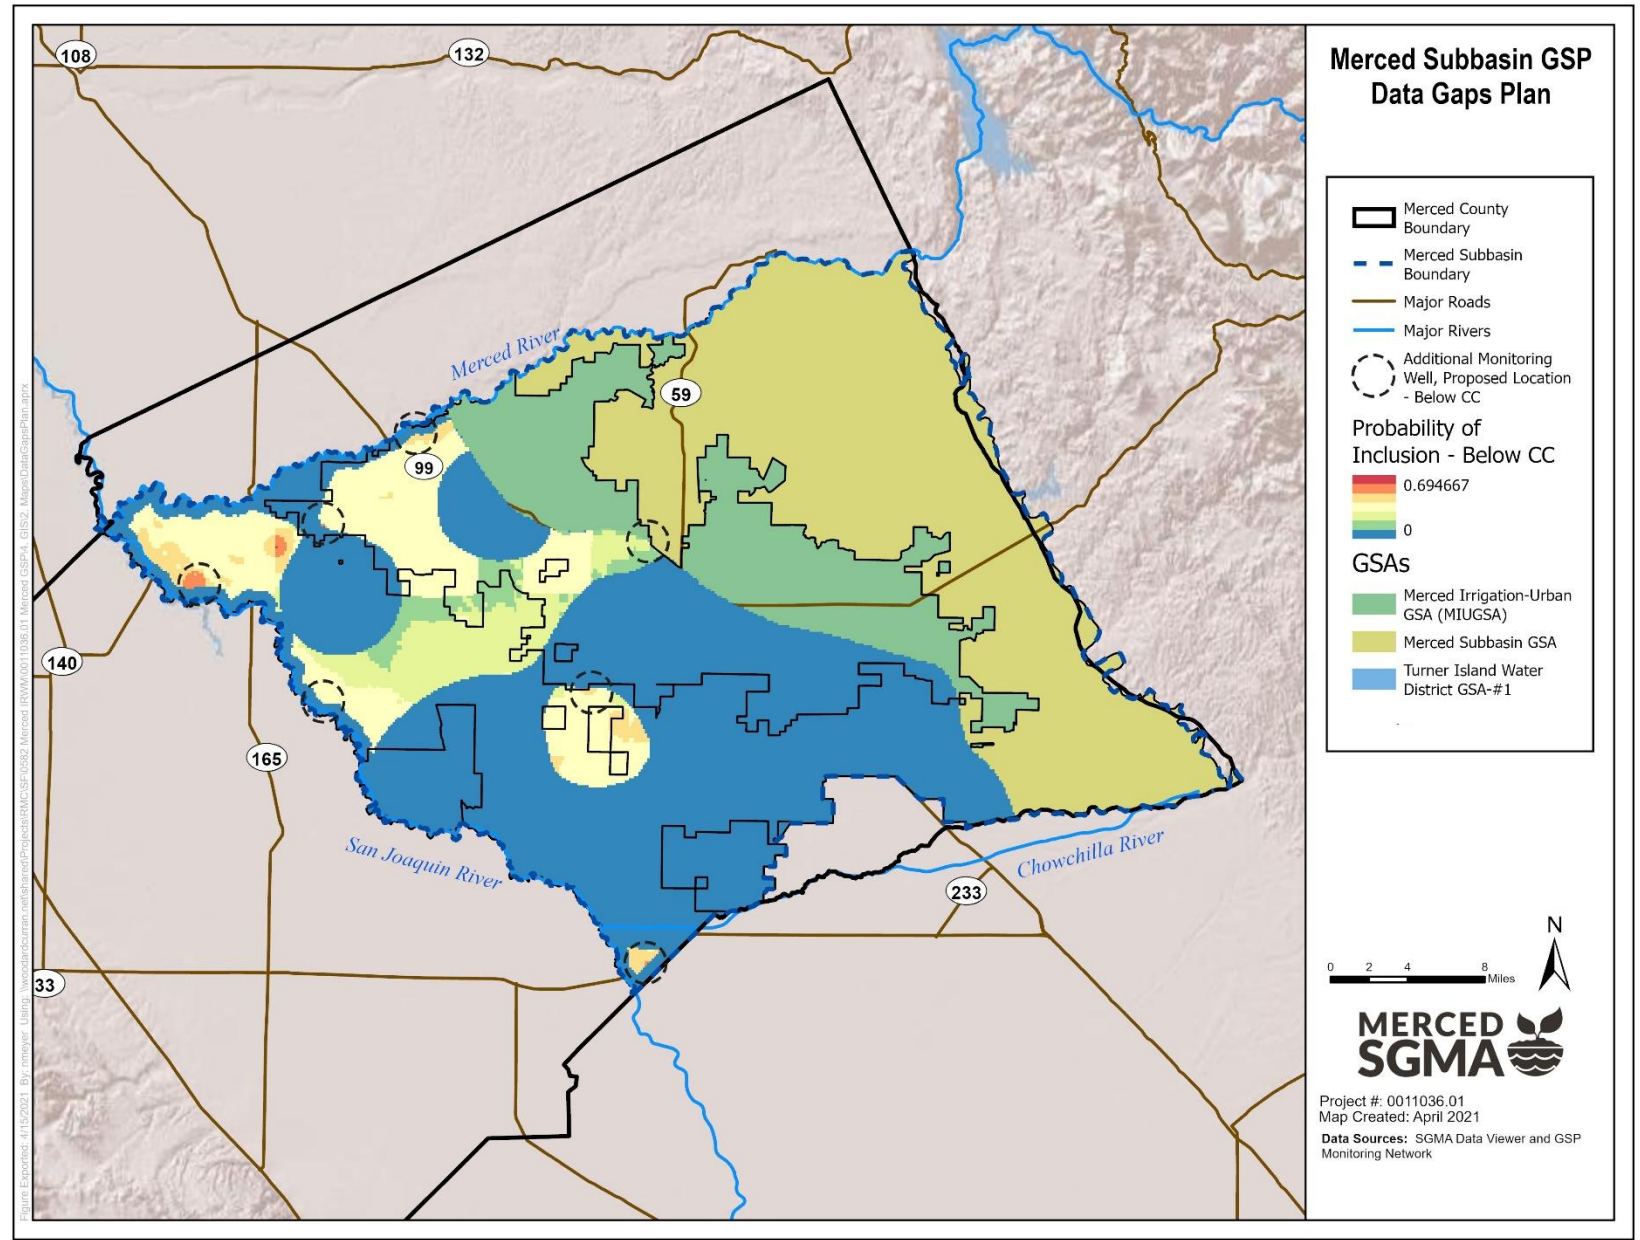 Merced Subbasin GSP
Data Gaps Plan
Merced County
Boundary
Merced Subbasin
Boundary
Major Roads
Major Rivers
Additional Monitoring
Well, Proposed Location
- Below CC
Probability of
Inclusion - Below CC
0.694667
0
GSAs
Merced Irrigation-Urban
GSA (MIUGSA)
Merced Subbasin GSA
Turner Island Water
District GSA-#1
N
0 2 4 8
Miles
MERCED
SGMA
Project #: 0011036.01
Map Created: April 2021
Data Sources: SGMA Data Viewer and GSP
Monitoring Network
108
132
Merced River
59
99
140
165
San Joaquin River
Chowchilla River
233
33